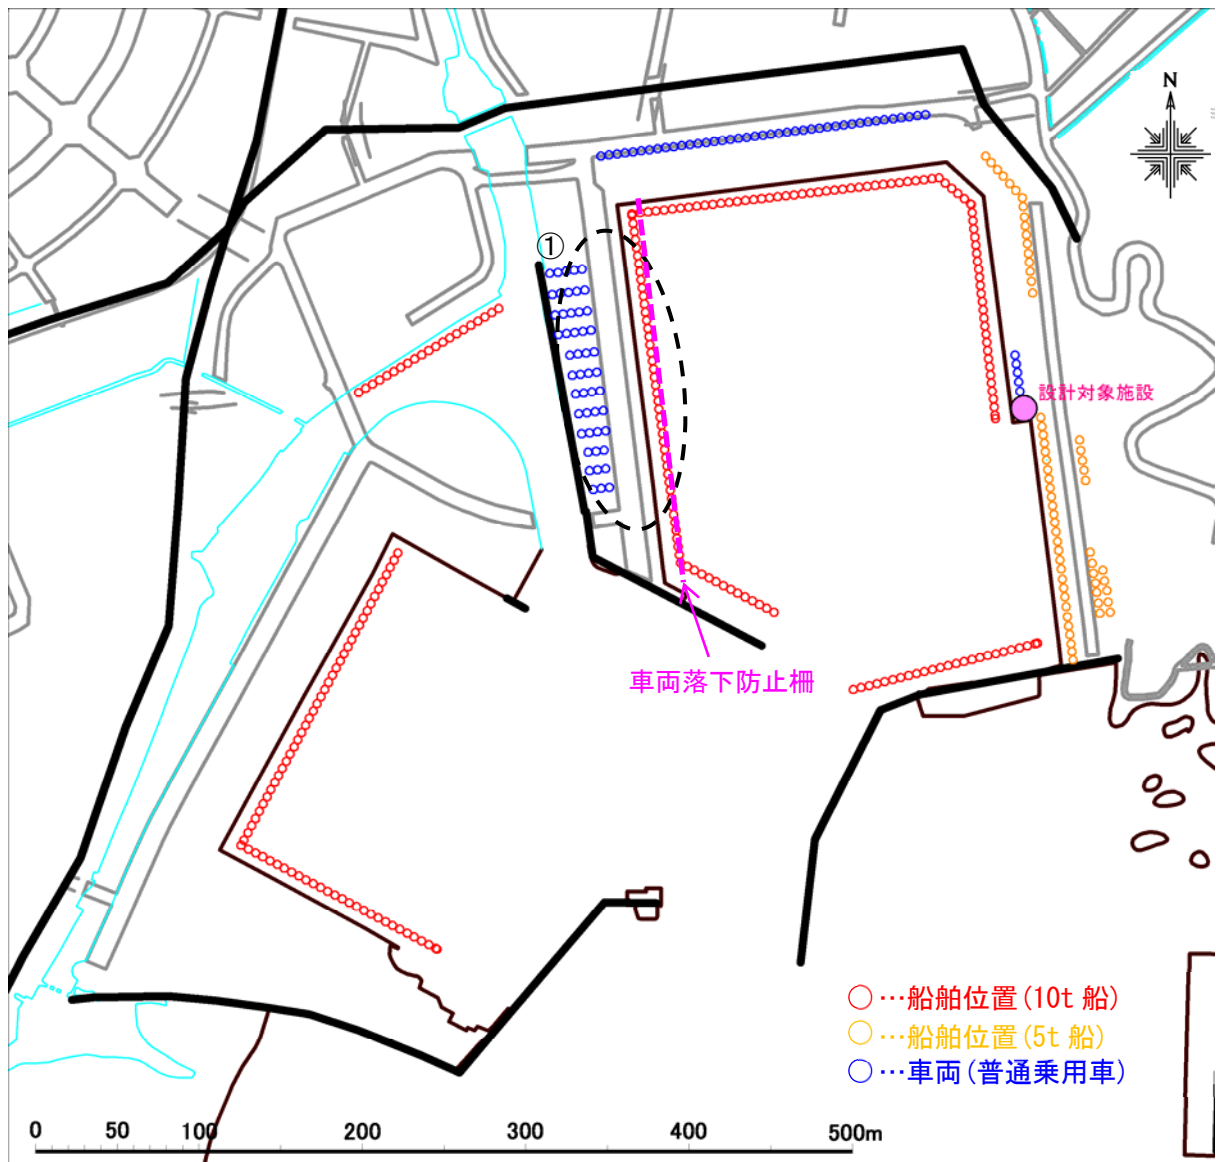 N
①
設計対象施設
車両落下防止柵
○…船舶位置(10t 船)
○…船舶位置(5t 船)
○…車両(普通乗用車)
0 50 100 200 300 400 500m